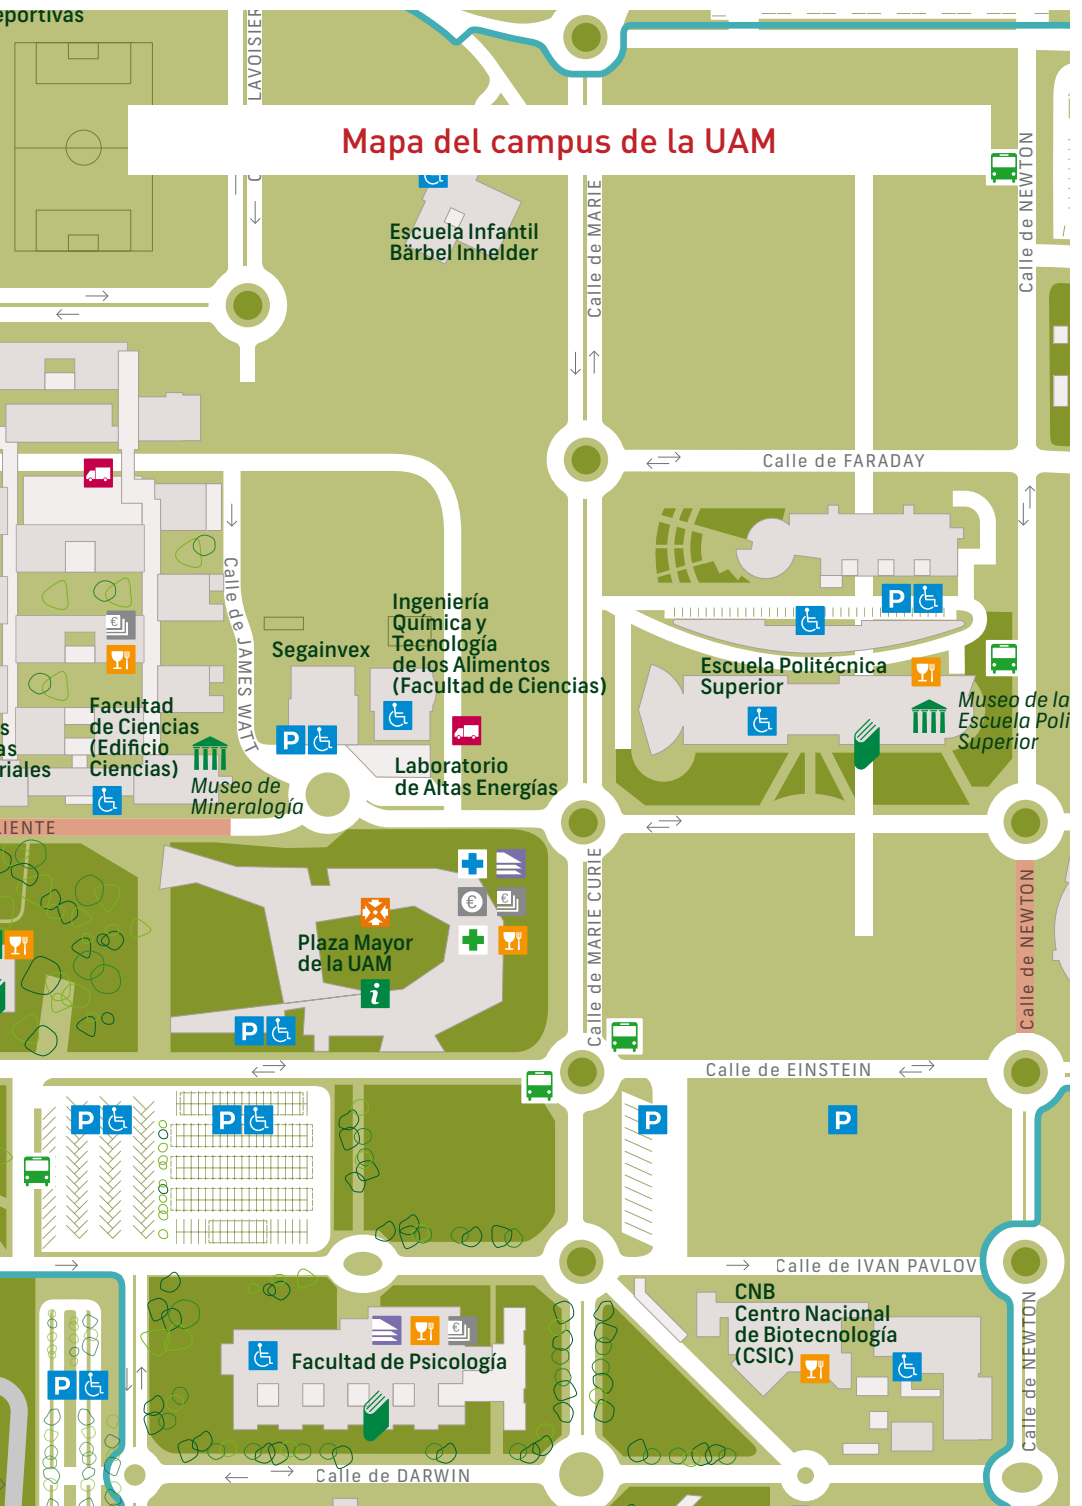 eportivas
LAVOISIER
Mapa del campus de la UAM
Escuela Infantil
Bärbel Inhelder
Calle de MARIE
Calle de NEWTON
Calle de FARADAY
Calle de JAMES WATT
Ingeniería
Química y
Tecnología
de los Alimentos
(Facultad de Ciencias)
Segainvex
P
€
P
Escuela Politécnica
Superior
Museo de la
Escuela Poli
Superior
Facultad
de Ciencias
(Edificio
Ciencias)
s
as
riales
Museo de
Mineralogía
Laboratorio
de Altas Energías
LIENTE
Calle de MARIE CURIE
Calle de NEWTON
€
€
Plaza Mayor
de la UAM
i
P
Calle de EINSTEIN
P
P
P
P
Calle de IVAN PAVLOV
CNB
Centro Nacional
de Biotecnología
(CSIC)
€
Facultad de Psicología
P
Calle de NEWTON
Calle de DARWIN